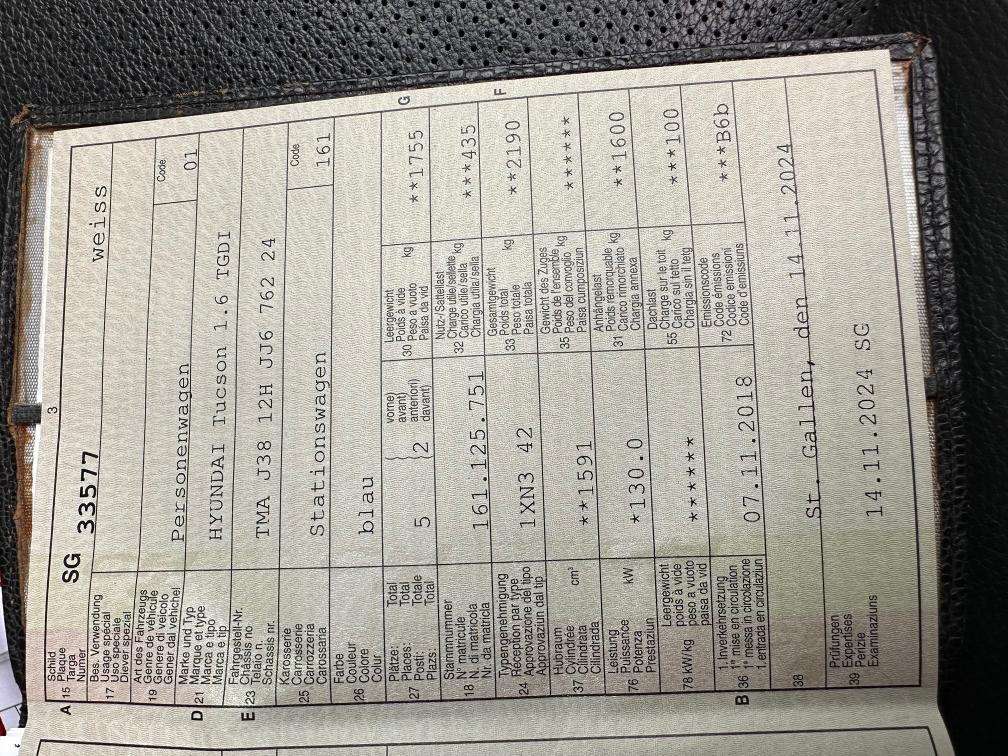 3
A 15 Schild
Plaque
Targa
Numer
SG 33577
weiss
17 Bes. Verwendung
Usage spécial
Uso speciale
Diever spezial
19 Art des Fahrzeugs
Genre de véhicule
Genere di veicolo
Gener dal vehichel
Personenwagen
Code
01
D 21 Marke und Typ
Marque et type
Marca e tipo
Marca e tip
HYUNDAI Tucson 1.6 TGDI
E 23 Fahrgestell-Nr.
Châssis no
Telaio n.
Schassis nr.
TMA J38 12H JJ6 762 24
25 Karosserie
Carrosserie
Carrozzeria
Carossaria
Stationswagen
Code
161
26 Farbe
Couleur
Colore
Colur
blau
27 Plätze: Total
Places: Total
Posti: Totale
Plazs: Total
5
2
vorne)
avant)
anteriori)
davant)
30 Leergewicht
Poids à vide
Peso a vuoto
Paisa da vid
kg
**1755
G
18 Stammnummer
N° matricule
N. di matricola
Nr. da matricla
161.125.751
32 Nutz-/Sattellast
Charge utile/sellette
Carico utile/sella
Chargia utila/sella
kg
***435
24 Typengenehmigung
Réception par type
Approvazione del tipo
Approvaziun dal tip
1XN3 42
33 Gesamtgewicht
Poids total
Peso totale
Paisa totala
kg
**2190
F
37 Hubraum
Cylindrée
Cilindrata
Cilindrada
cm³
**1591
35 Gewicht des Zuges
Poids de l'ensemble
Peso del convoglio
Paisa cumposiziun
kg
******
76 Leistung
Puissance
Potenza
Prestaziun
kW
*130.0
31 Anhängelast
Poids remorquable
Carico rimorchiato
Chargia annexa
kg
**1600
78 kW/kg Leergewicht
poids à vide
peso a vuoto
paisa da vid
******
55 Dachlast
Charge sur le toit
Carico sul tetto
Chargia sin il tetg
kg
***100
B 36 1. Inverkehrsetzung
1re mise en circulation
1a messa in circolazione
1. entrada en circulaziun
07.11.2018
72 Emissionscode
Code émissions
Codice emissioni
Code d'emissiuns
***B6b
38
St. Gallen, den 14.11.2024
39 Prüfungen
Expertises
Perizie
Examinaziuns
14.11.2024 SG